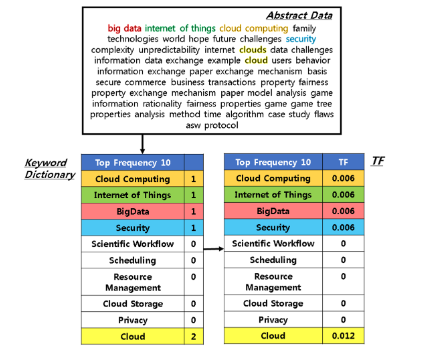 Abstract Data
big data internet of things cloud computing family
technologies world hope future challenges security
complexity unpredictability internet clouds data challenges
information data exchange example cloud users behavior
information exchange paper exchange mechanism basis
secure commerce business transactions property fairness
property exchange mechanism paper model analysis game
information rationality fairness properties game game tree
properties analysis method time algorithm case study flaws
asw protocol
Keyword
Dictionary
Top Frequency 10
Cloud Computing 1
Internet of Things 1
BigData 1
Security 1
Scientific Workflow 0
Scheduling 0
Resource 0
Management
Cloud Storage 0
Privacy 0
Cloud 2
TF
Top Frequency 10 TF
Cloud Computing 0.006
Internet of Things 0.006
BigData 0.006
Security 0.006
Scientific Workflow 0
Scheduling 0
Resource 0
Management
Cloud Storage 0
Privacy 0
Cloud 0.012